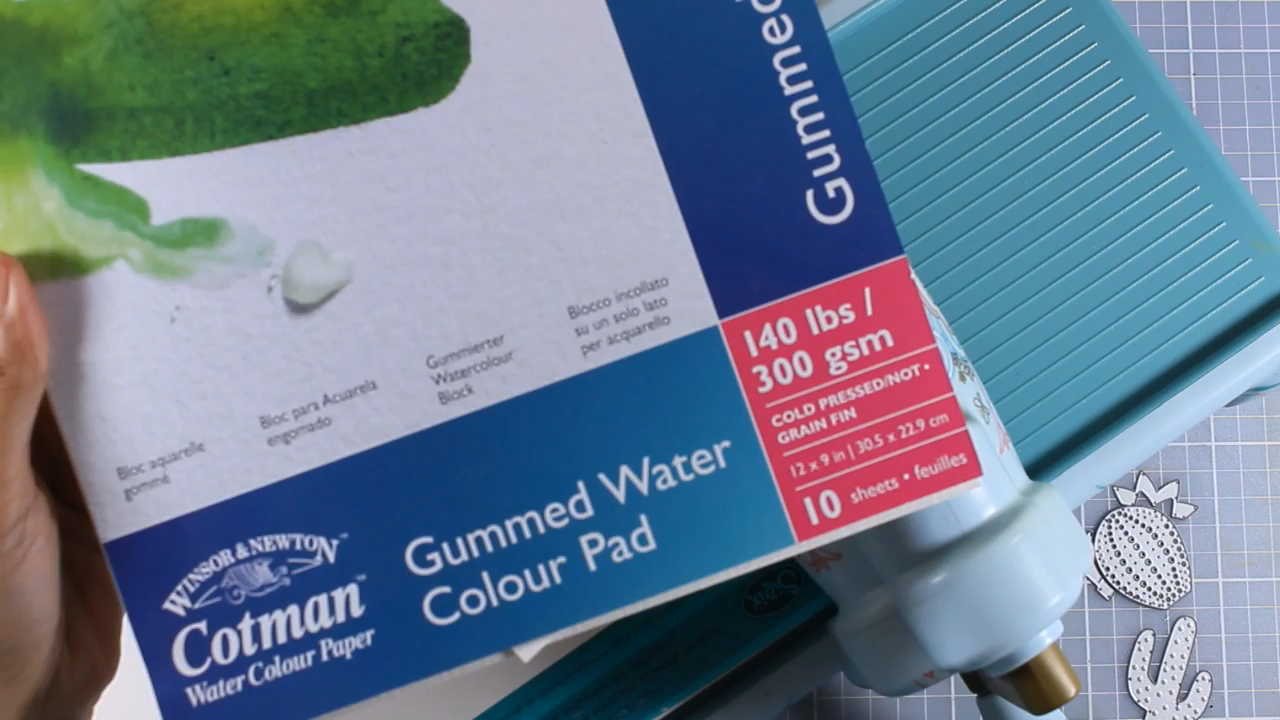 Gummed
Bloc aquarelle
gommé
Bloc para Acuarela
engomado
Gummierter
Watercolour
Block
Blocco incollato
su un solo lato
per acquarello
140 lbs /
300 gsm
COLD PRESSED/NOT •
GRAIN FIN
12 x 9 in | 30.5 x 22.9 cm
10 sheets • feuilles
WINSOR & NEWTON™
Cotman™
Water Colour Paper
Gummed Water
Colour Pad